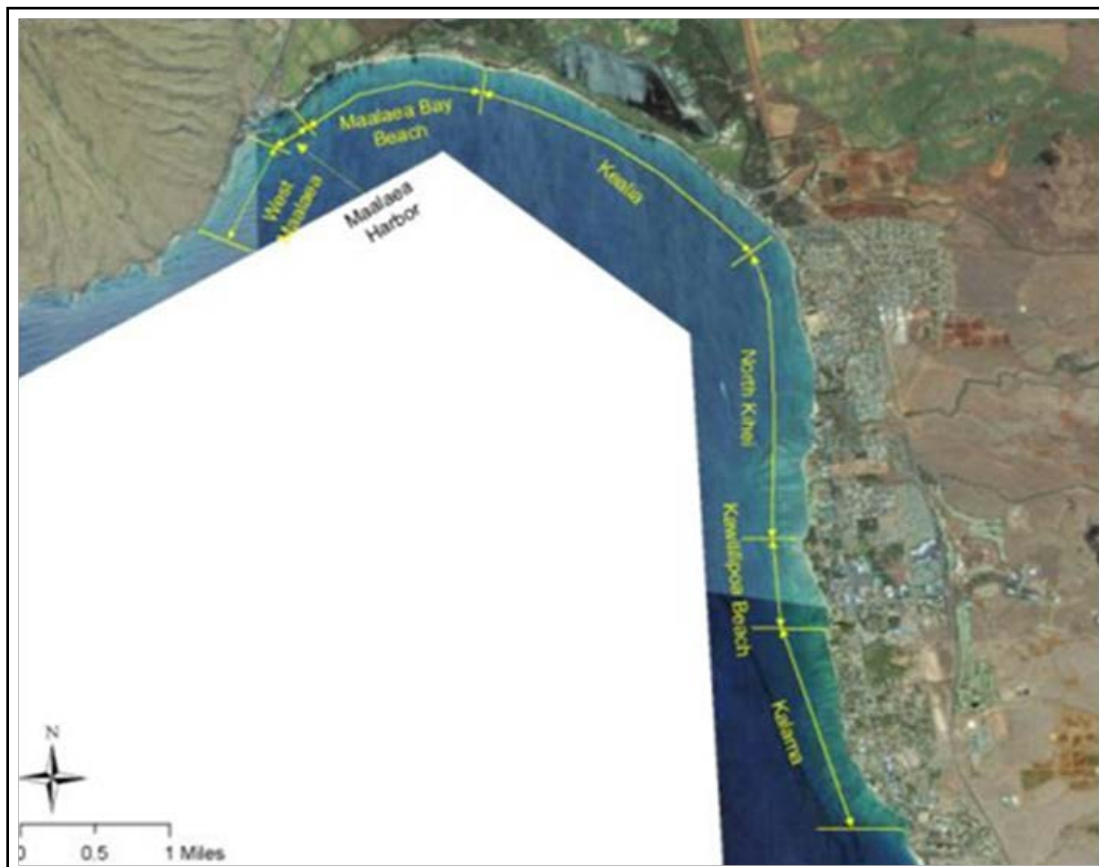 Maalaea Bay
Beach
Kealia
West
Maalaea
Maalaea
Harbor
North Kihei
Kawililipoa Beach
Kalama
N
0 0.5 1 Miles